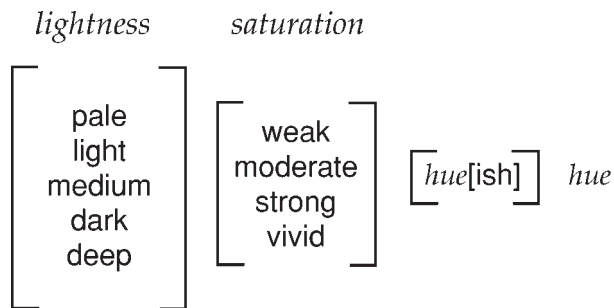 lightness saturation
pale
light
medium
dark
deep
weak
moderate
strong
vivid
[hue[ish]] hue